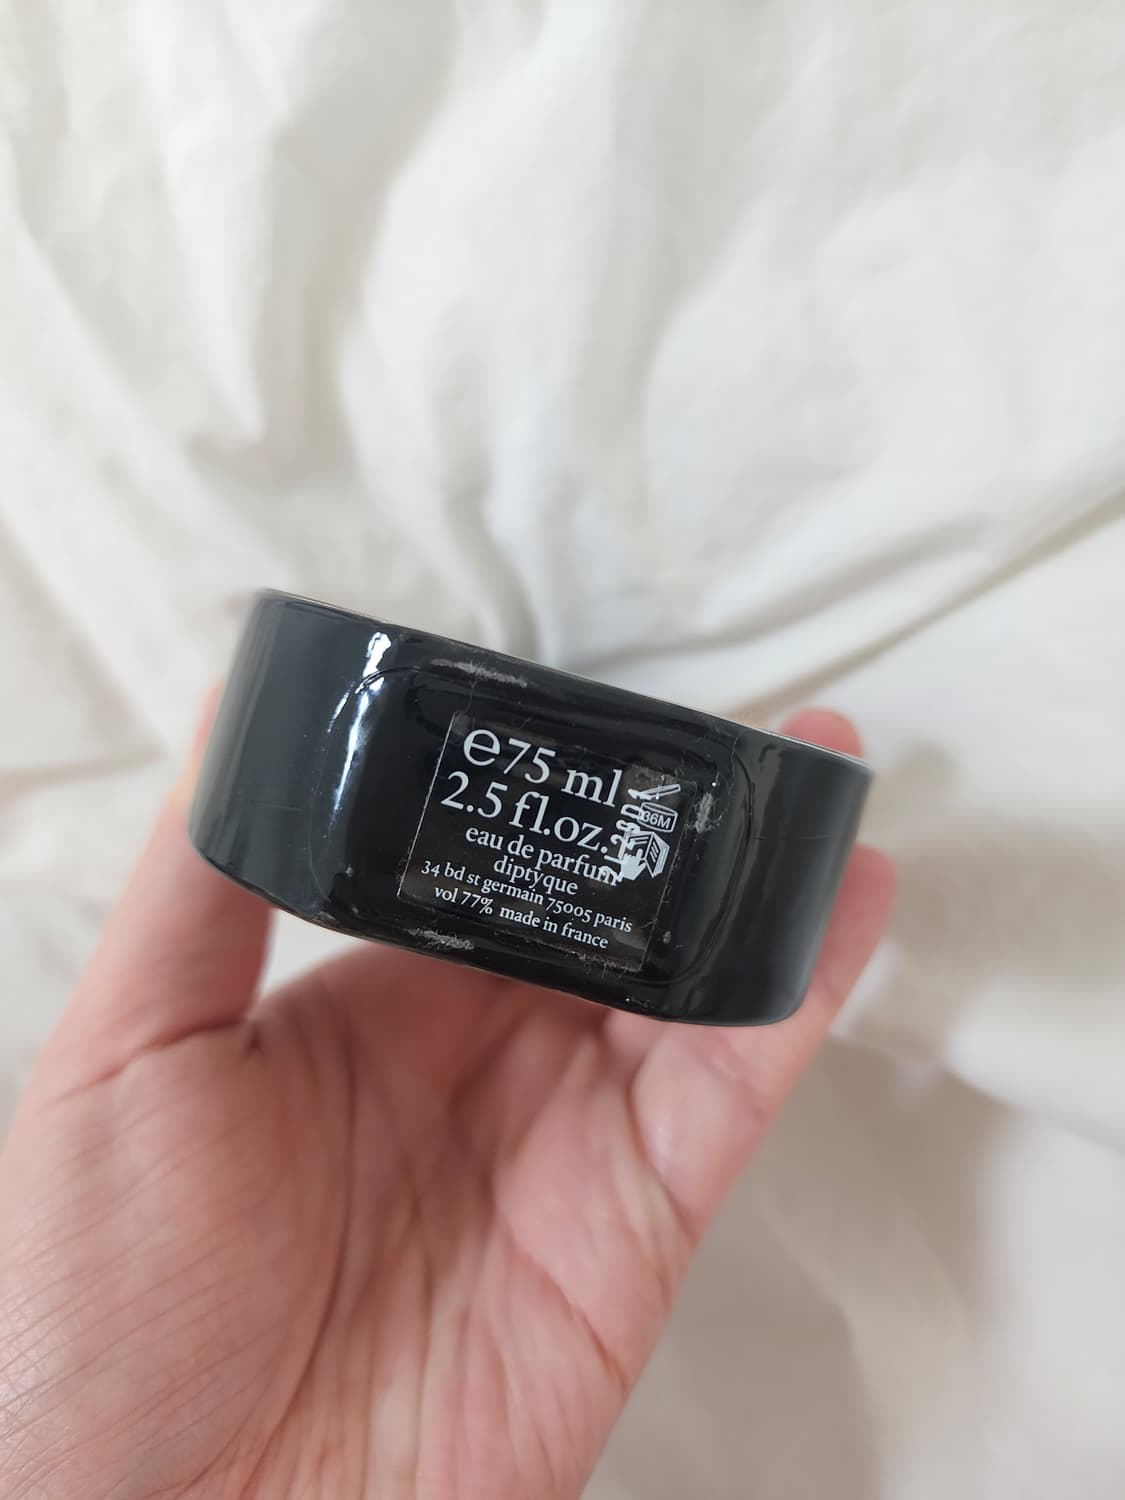 e75 ml
2.5 fl.oz.
eau de parfum
diptyque
34 bd st germain 75005 paris
vol 77% made in france
36M